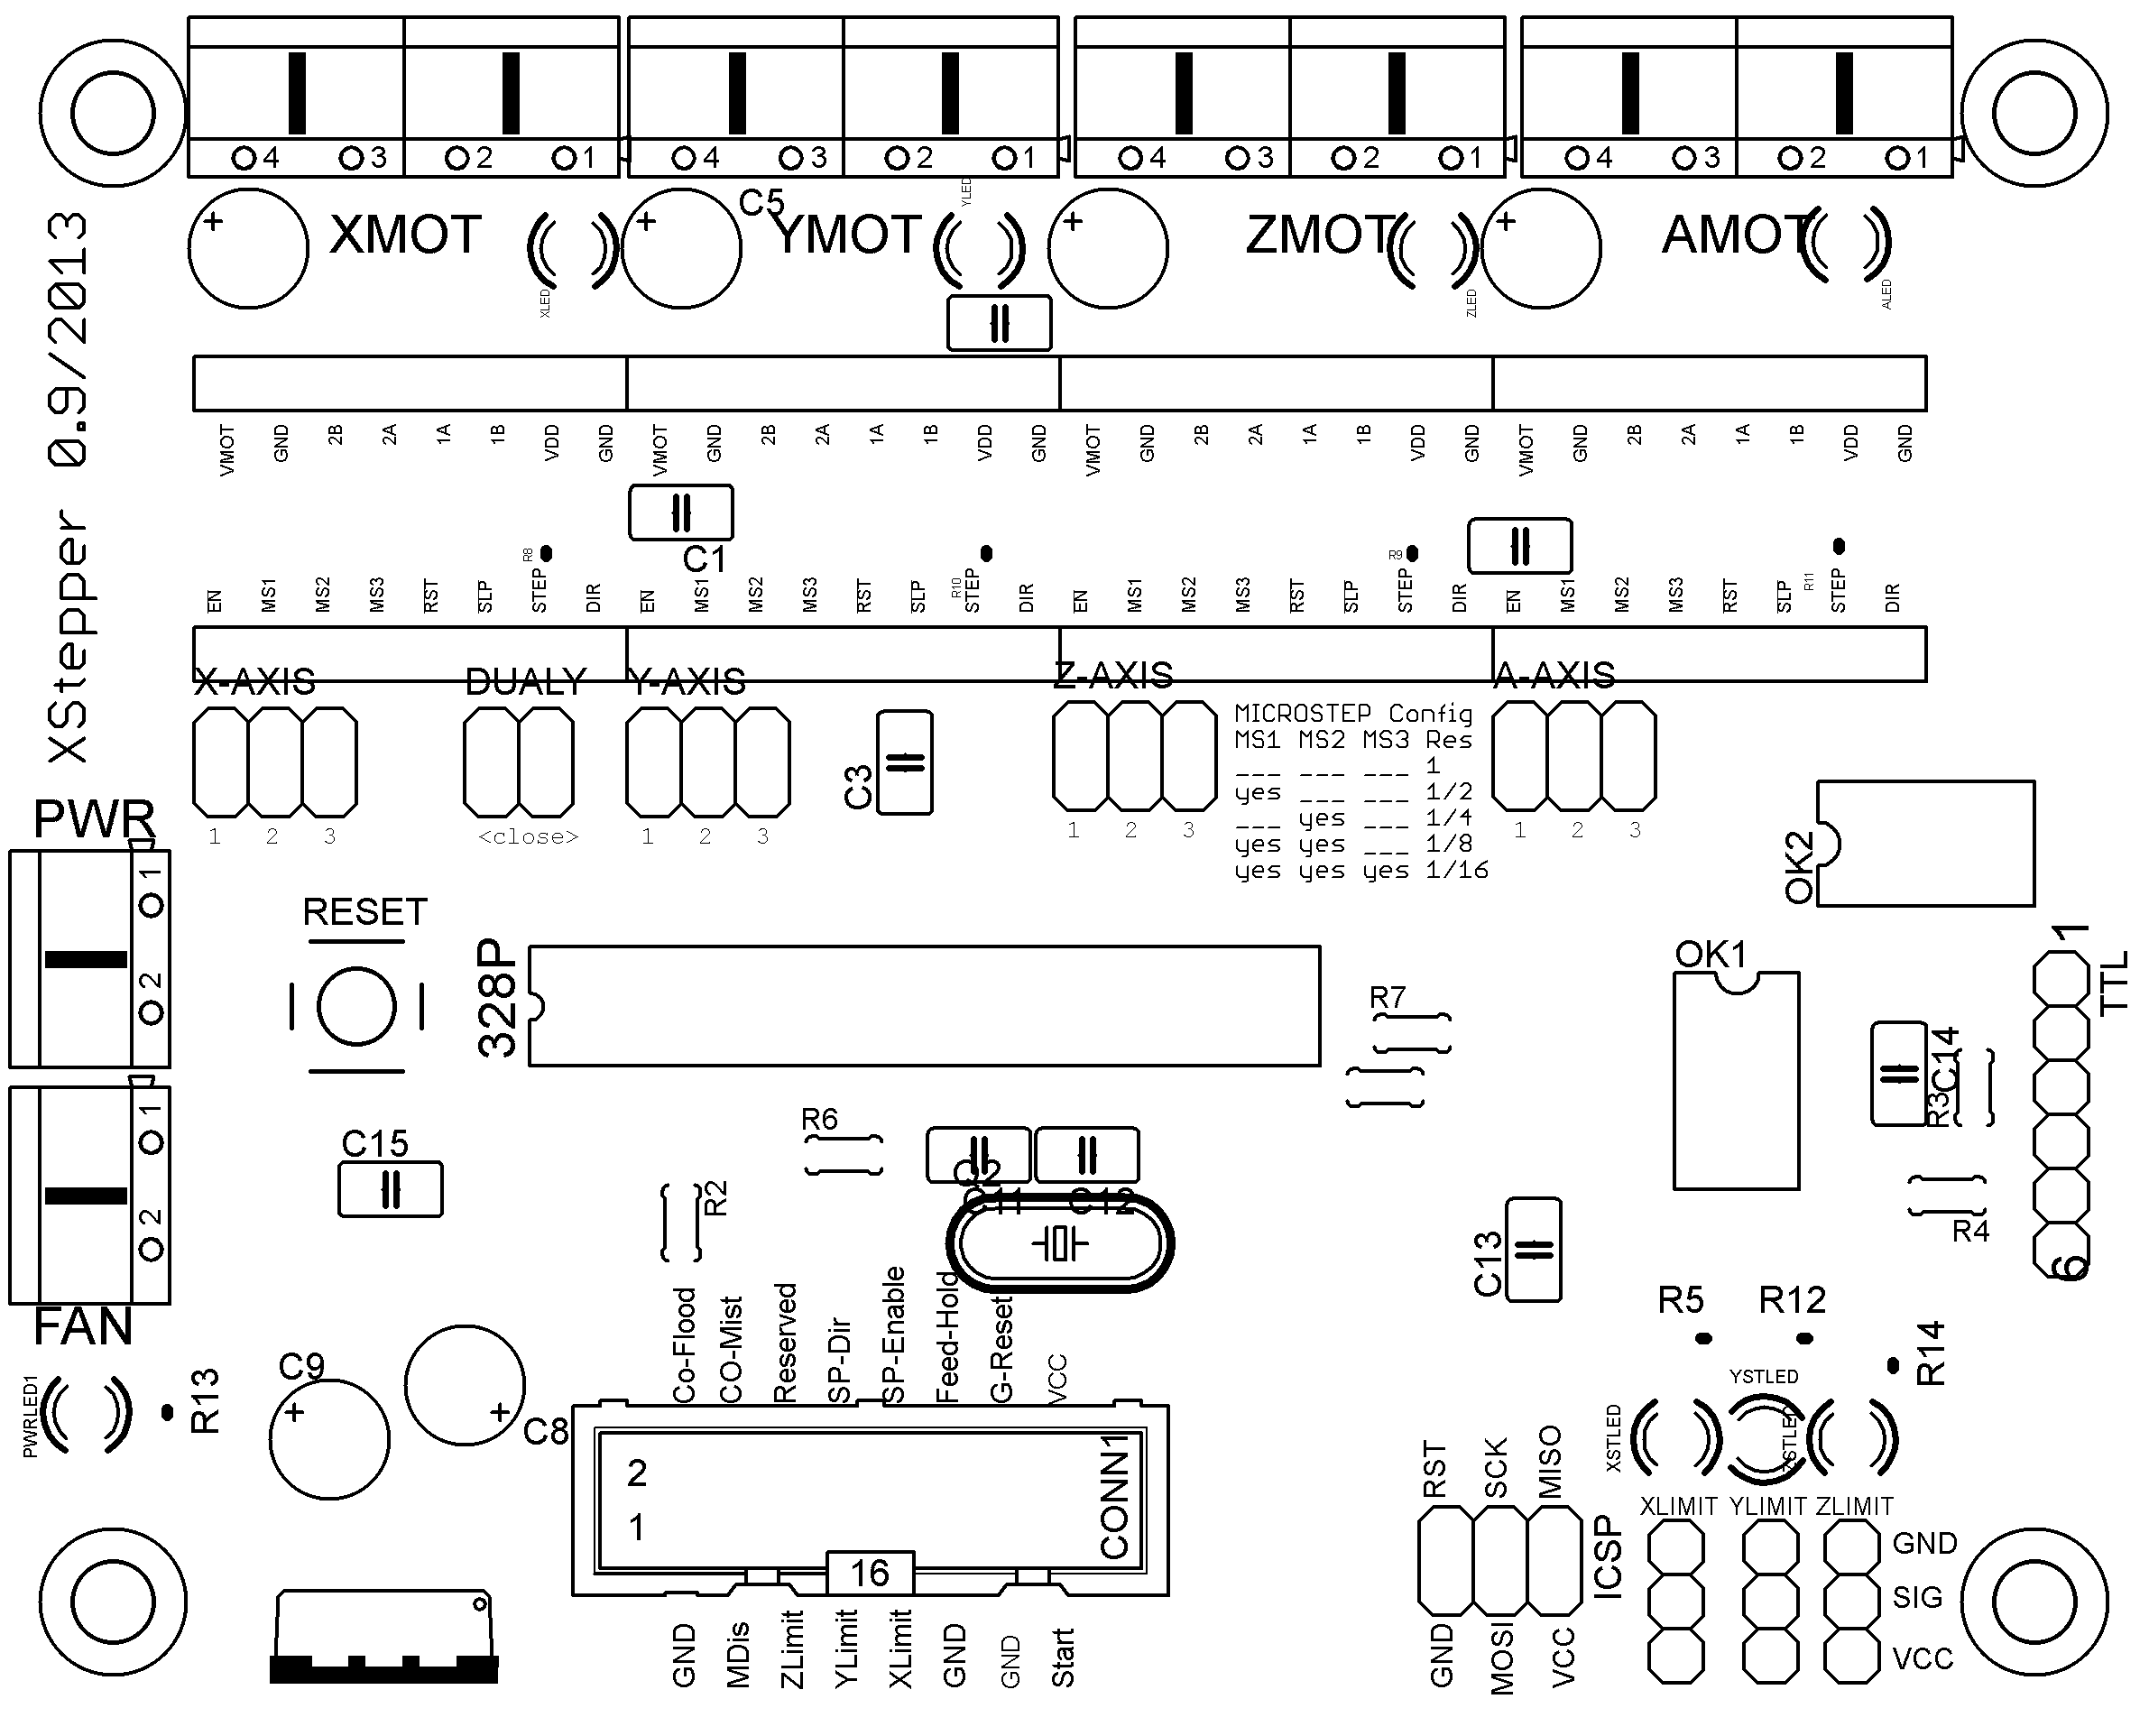 4 3 2 1 4 3 2 1 4 3 2 1 4 3 2 1
XMOT C5 YMOT ZMOT AMOT
XLED YLED ZLED ALED
XStepper 0.9/2013
VMOT GND 2B 2A 1A 1B VDD GND VMOT GND 2B 2A 1A 1B VDD GND VMOT GND 2B 2A 1A 1B VDD GND VMOT GND 2B 2A 1A 1B VDD GND
C1
R8 R10 R9 R11
EN MS1 MS2 MS3 RST SLP STEP DIR EN MS1 MS2 MS3 RST SLP STEP DIR EN MS1 MS2 MS3 RST SLP STEP DIR EN MS1 MS2 MS3 RST SLP STEP DIR
X-AXIS DUALY Y-AXIS Z-AXIS A-AXIS
1 2 3 <close> 1 2 3 1 2 3 1 2 3
C3
MICROSTEP Config
MS1 MS2 MS3 Res
___ ___ ___ 1
yes ___ ___ 1/2
___ yes ___ 1/4
yes yes ___ 1/8
yes yes yes 1/16
PWR
1
2
1
2
FAN
RESET
328P
OK2
OK1
R7
1
TTL
6
C14
R3
R4
C15
R6
R2
C2
C11 C12
C13
R5 R12
R14
PWRLED1
R13
C9
C8
Co-Flood CO-Mist Reserved SP-Dir SP-Enable Feed-Hold G-Reset VCC
2
1
16
CONN1
GND MDis ZLimit YLimit XLimit GND GND Start
RST SCK MISO
ICSP
GND MOSI VCC
YSTLED
XSTLED ZSTLED
XLIMIT YLIMIT ZLIMIT
GND
SIG
VCC